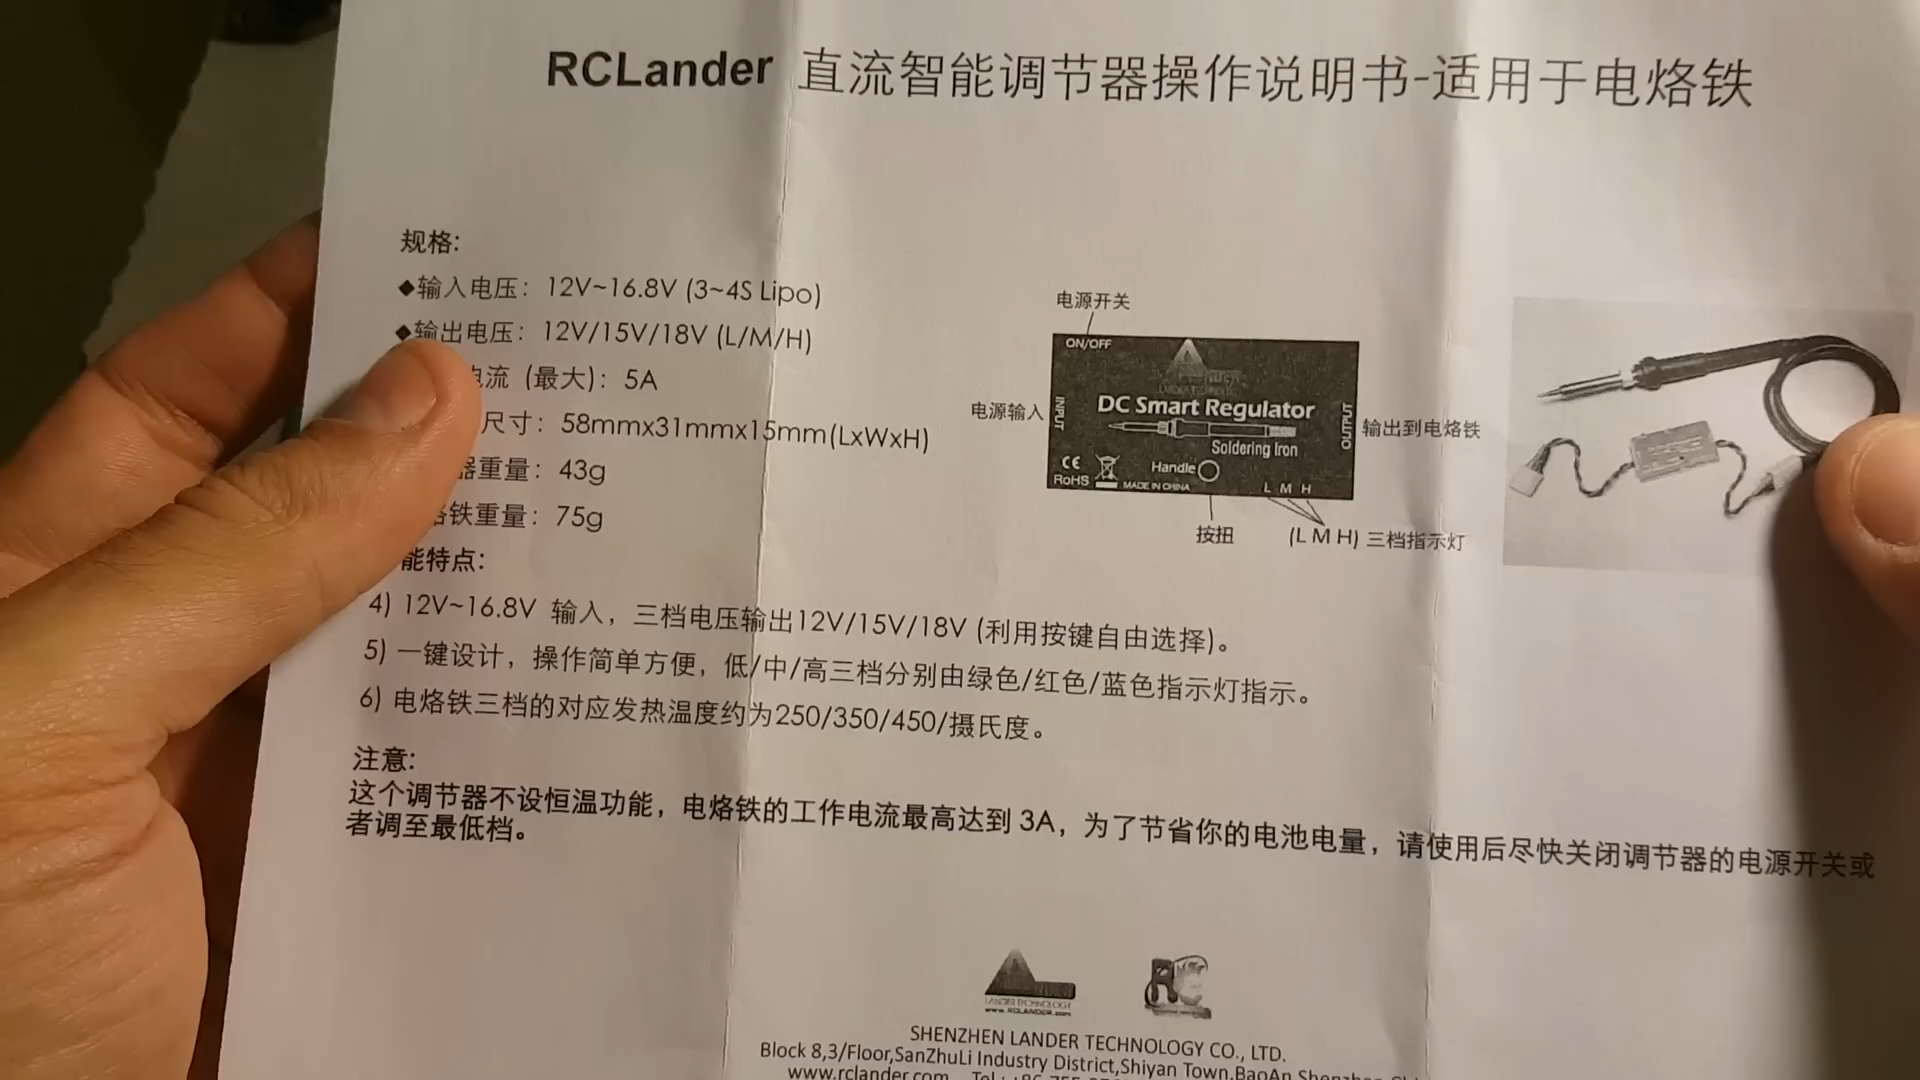 RCLander 直流智能调节器操作说明书-适用于电烙铁
规格:
◆输入电压：12V~16.8V (3~4S Lipo)
◆输出电压：12V/15V/18V (L/M/H)
电流 (最大)：5A
尺寸：58mmx31mmx15mm(LxWxH)
器重量：43g
烙铁重量：75g
能特点:
4) 12V~16.8V 输入，三档电压输出12V/15V/18V (利用按键自由选择)。
5) 一键设计，操作简单方便，低/中/高三档分别由绿色/红色/蓝色指示灯指示。
6) 电烙铁三档的对应发热温度约为250/350/450/摄氏度。
电源开关
ON/OFF
电源输入
INPUT
DC Smart Regulator
OUTPUT
输出到电烙铁
Soldering Iron
CE
RoHS
Handle
MADE IN CHINA
L M H
按扭
(L M H) 三档指示灯
注意:
这个调节器不设恒温功能，电烙铁的工作电流最高达到 3A，为了节省你的电池电量，请使用后尽快关闭调节器的电源开关或
者调至最低档。
LANDER TECHNOLOGY
www.RCLANDER.com
RC
SHENZHEN LANDER TECHNOLOGY CO., LTD.
Block 8,3/Floor,SanZhuLi Industry District,Shiyan Town,BaoAn Shenzhen
www.rclander.com Tel: +86-755